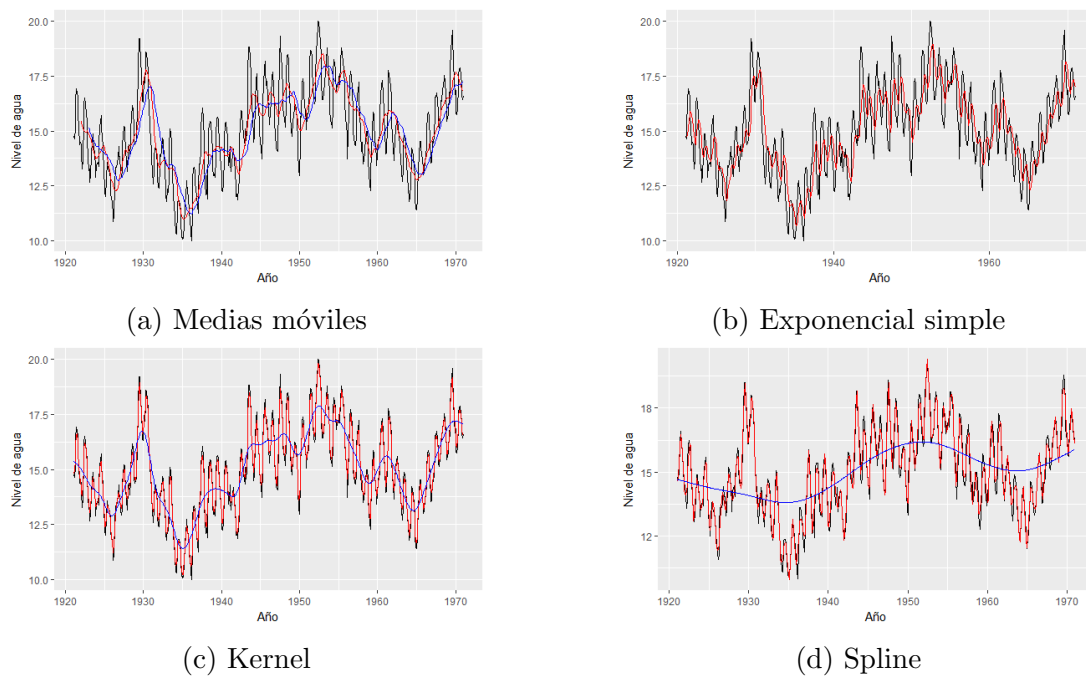 20.0
17.5
15.0
12.5
10.0
Nivel de agua
1920 1930 1940 1950 1960 1970
Año
(a) Medias móviles
20.0
17.5
15.0
12.5
10.0
Nivel de agua
1920 1940 1960
Año
(b) Exponencial simple
20.0
17.5
15.0
12.5
10.0
Nivel de agua
1920 1930 1940 1950 1960 1970
Año
(c) Kernel
18
15
12
Nivel de agua
1920 1930 1940 1950 1960 1970
Año
(d) Spline